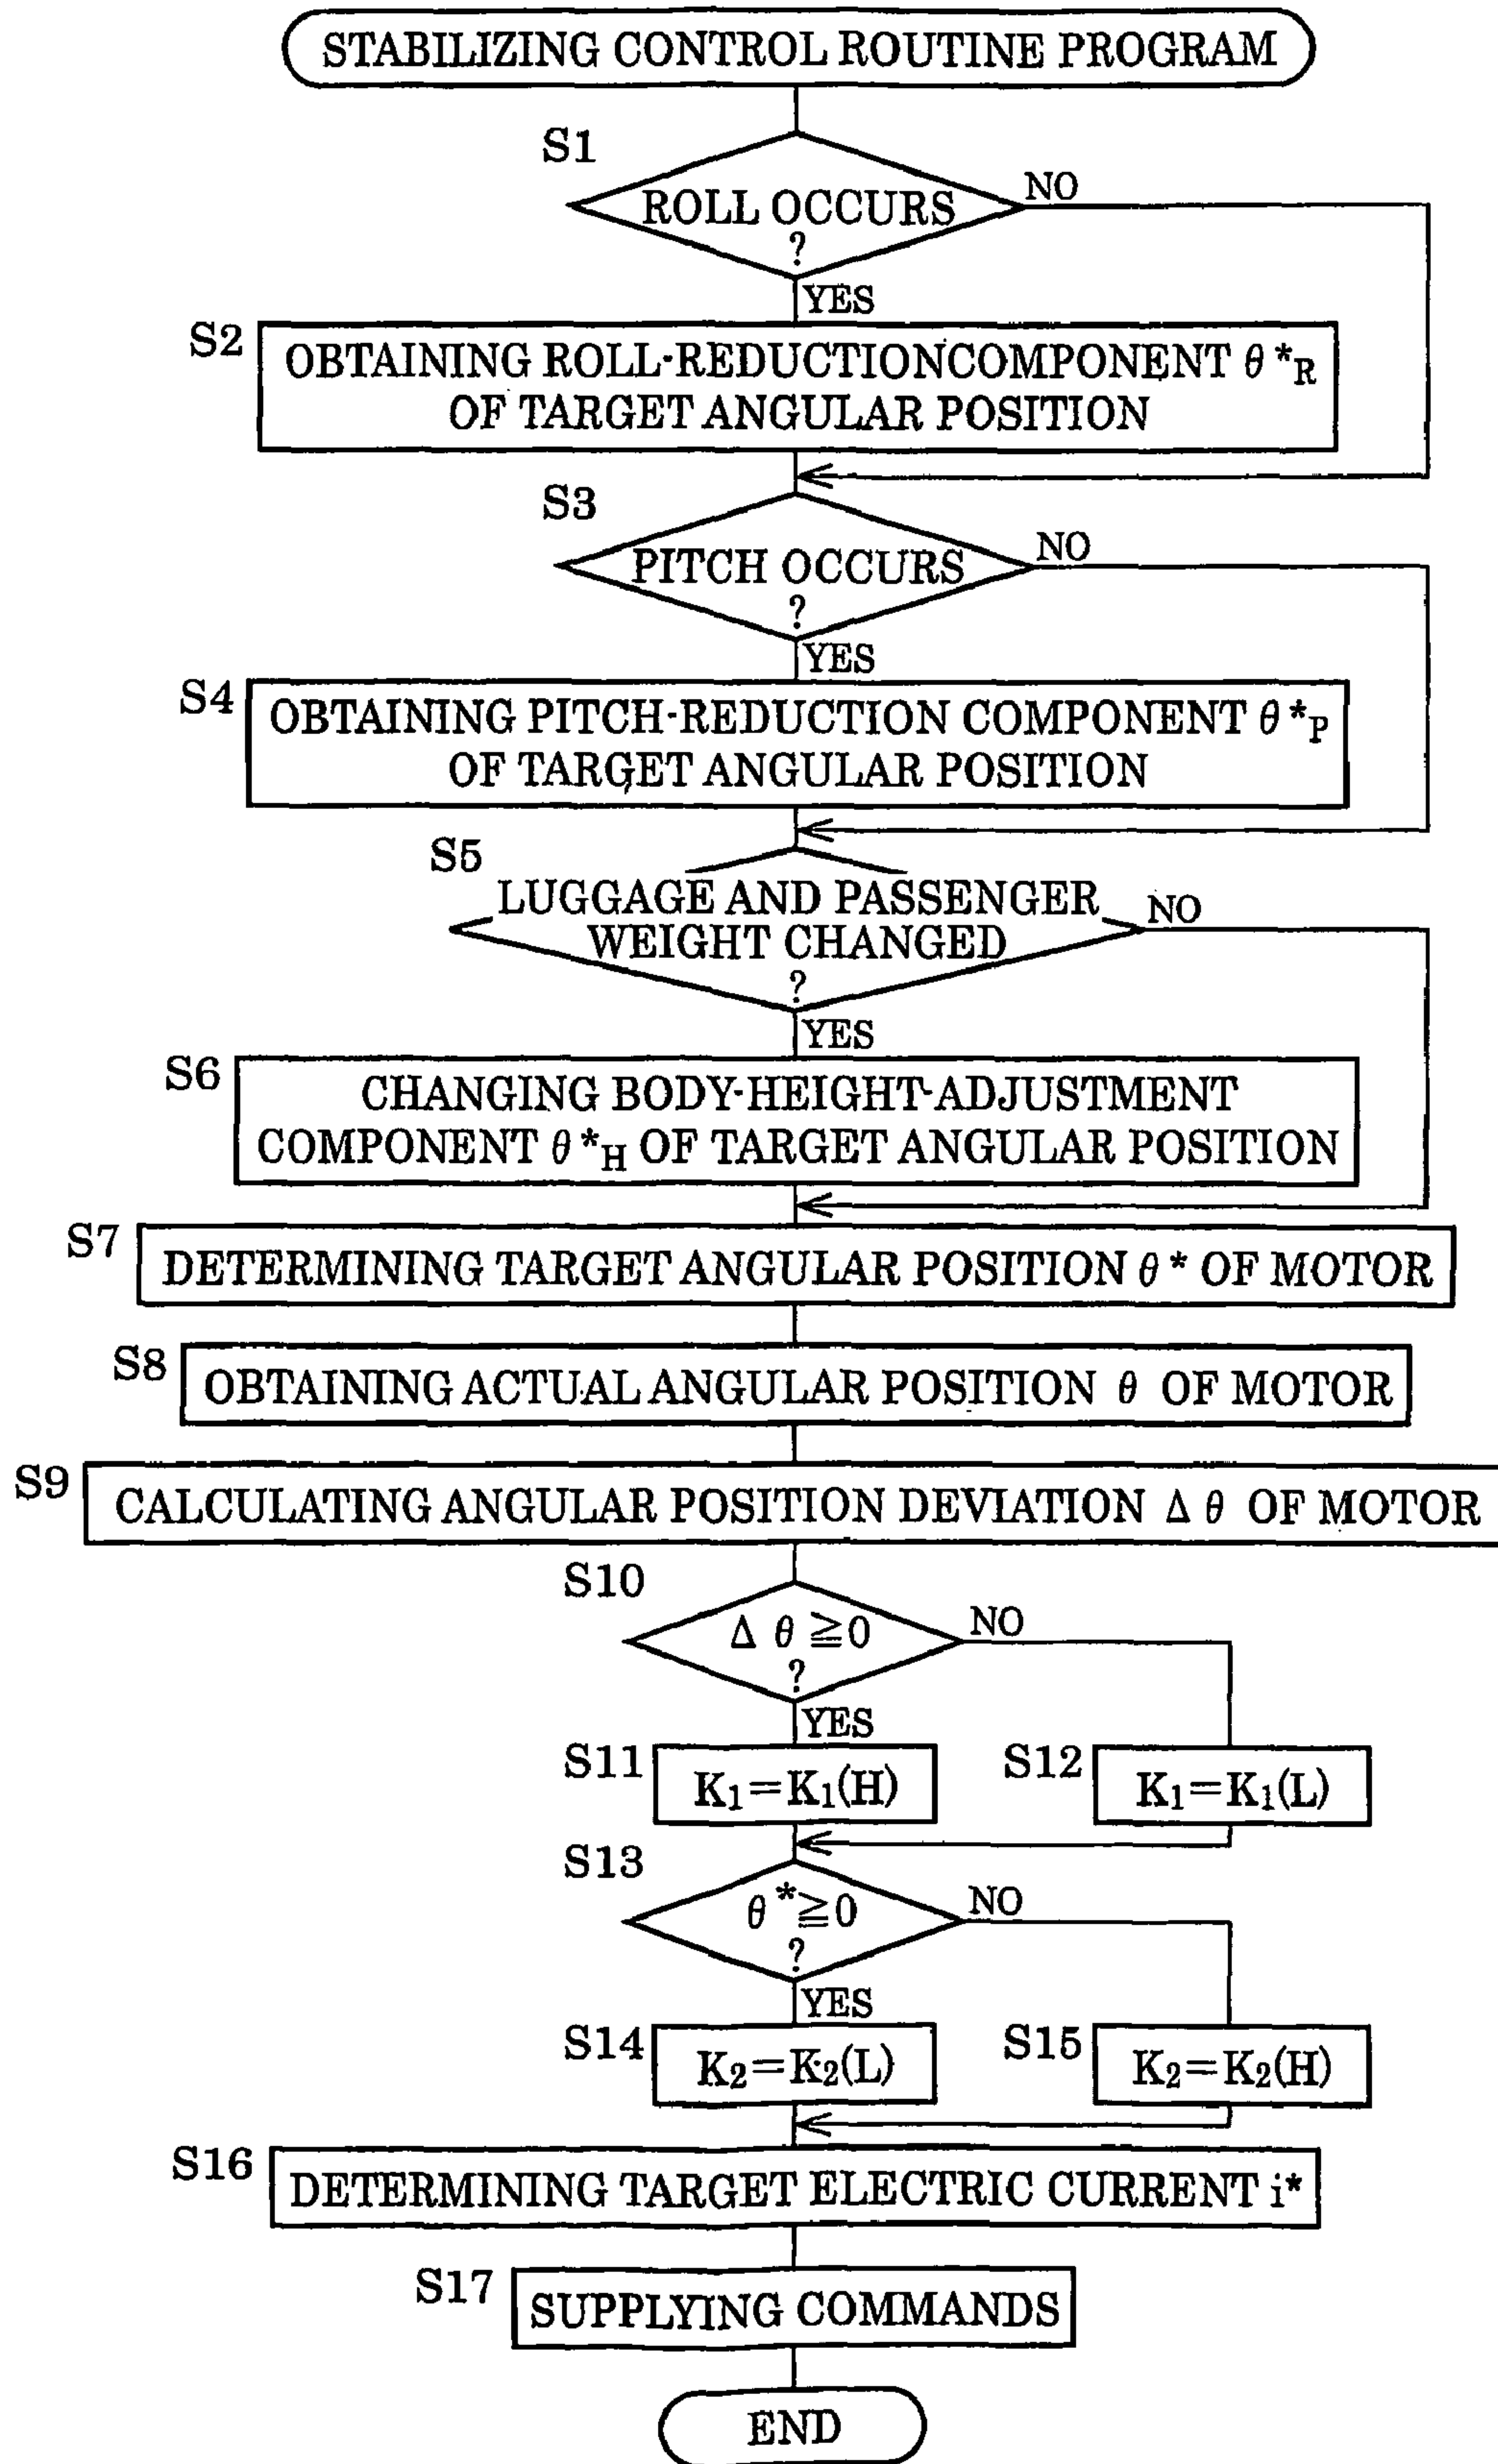 STABILIZING CONTROL ROUTINE PROGRAM
S1
ROLL OCCURS
?
NO
YES
S2
OBTAINING ROLL-REDUCTIONCOMPONENT θ*R
OF TARGET ANGULAR POSITION
S3
PITCH OCCURS
?
NO
YES
S4
OBTAINING PITCH-REDUCTION COMPONENT θ*P
OF TARGET ANGULAR POSITION
S5
LUGGAGE AND PASSENGER
WEIGHT CHANGED
?
NO
YES
S6
CHANGING BODY-HEIGHT-ADJUSTMENT
COMPONENT θ*H OF TARGET ANGULAR POSITION
S7
DETERMINING TARGET ANGULAR POSITION θ* OF MOTOR
S8
OBTAINING ACTUAL ANGULAR POSITION θ OF MOTOR
S9
CALCULATING ANGULAR POSITION DEVIATION Δθ OF MOTOR
S10
Δθ≧0
?
NO
YES
S11
K1=K1(H)
S12
K1=K1(L)
S13
θ*≧0
?
NO
YES
S14
K2=K2(L)
S15
K2=K2(H)
S16
DETERMINING TARGET ELECTRIC CURRENT i*
S17
SUPPLYING COMMANDS
END